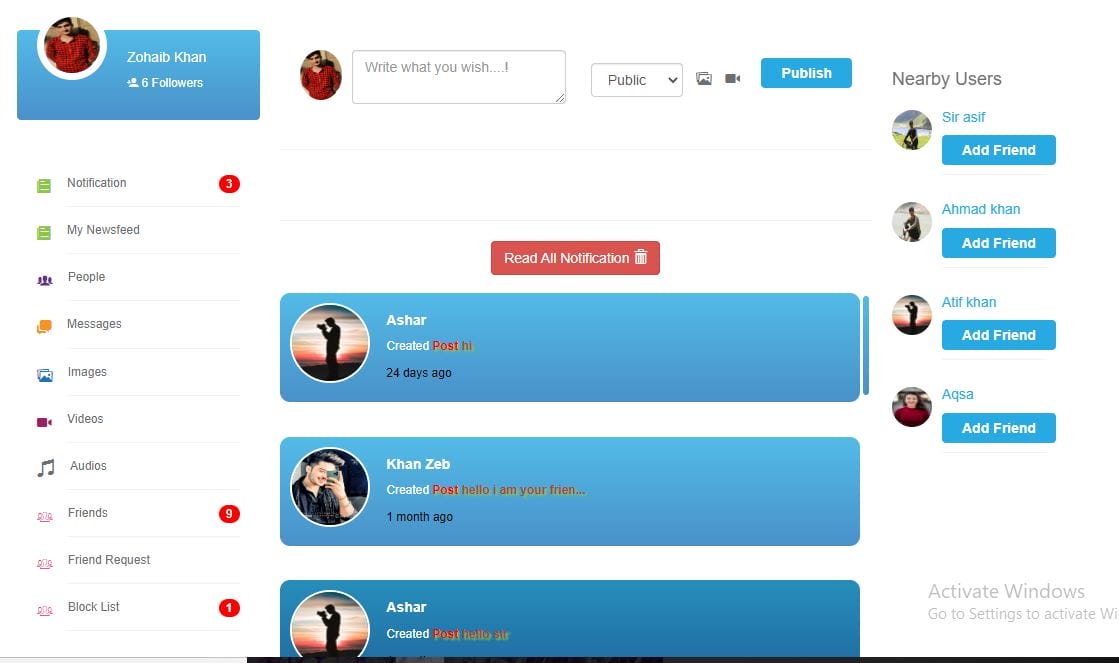 Zohaib Khan
6 Followers
Notification 3
My Newsfeed
People
Messages
Images
Videos
Audios
Friends 9
Friend Request
Block List 1
Write what you wish....!
Public
Publish
Read All Notification
Ashar
Created Post hi
24 days ago
Khan Zeb
Created Post hello i am your frien...
1 month ago
Ashar
Created Post hello sir
Nearby Users
Sir asif
Add Friend
Ahmad khan
Add Friend
Atif khan
Add Friend
Aqsa
Add Friend
Activate Windows
Go to Settings to activate Wi